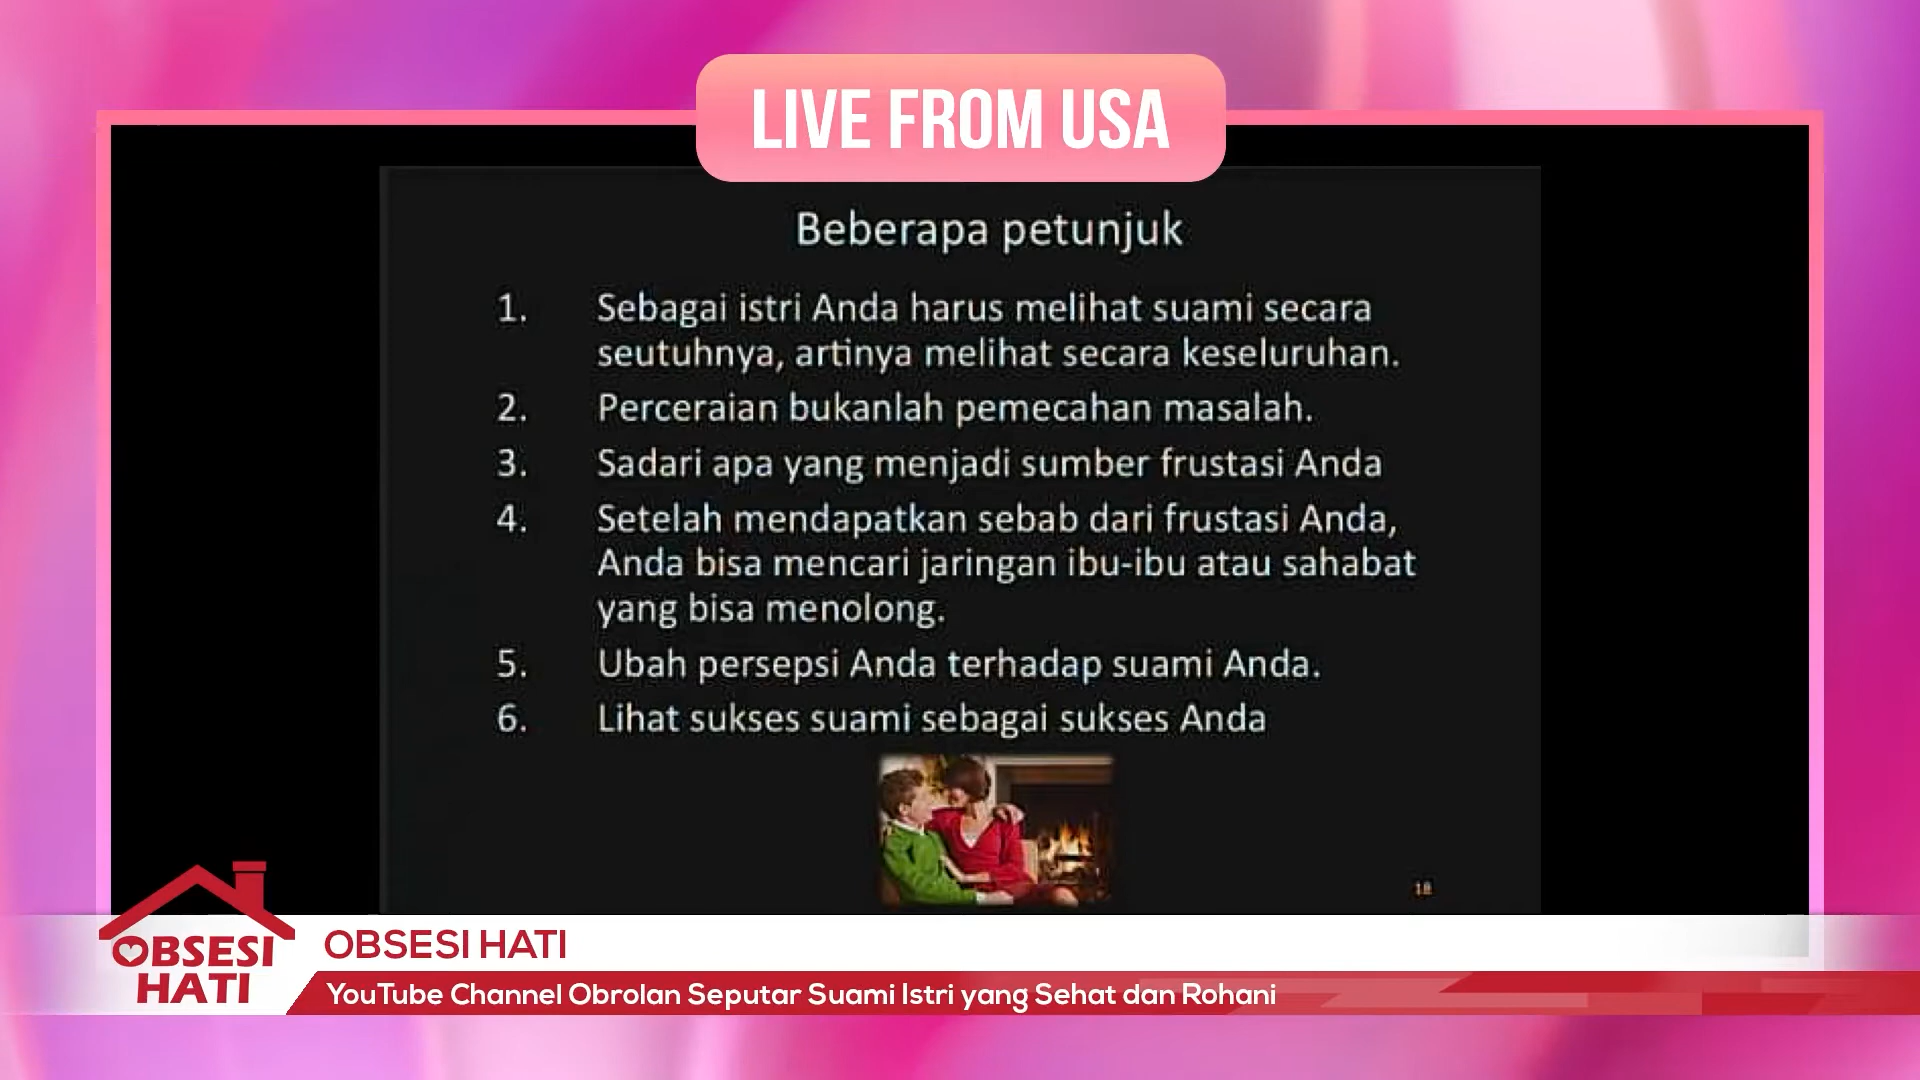 LIVE FROM USA
Beberapa petunjuk
1. Sebagai istri Anda harus melihat suami secara
seutuhnya, artinya melihat secara keseluruhan.
2. Perceraian bukanlah pemecahan masalah.
3. Sadari apa yang menjadi sumber frustasi Anda
4. Setelah mendapatkan sebab dari frustasi Anda,
Anda bisa mencari jaringan ibu-ibu atau sahabat
yang bisa menolong.
5. Ubah persepsi Anda terhadap suami Anda.
6. Lihat sukses suami sebagai sukses Anda
18
OBSESI
HATI
OBSESI HATI
YouTube Channel Obrolan Seputar Suami Istri yang Sehat dan Rohani